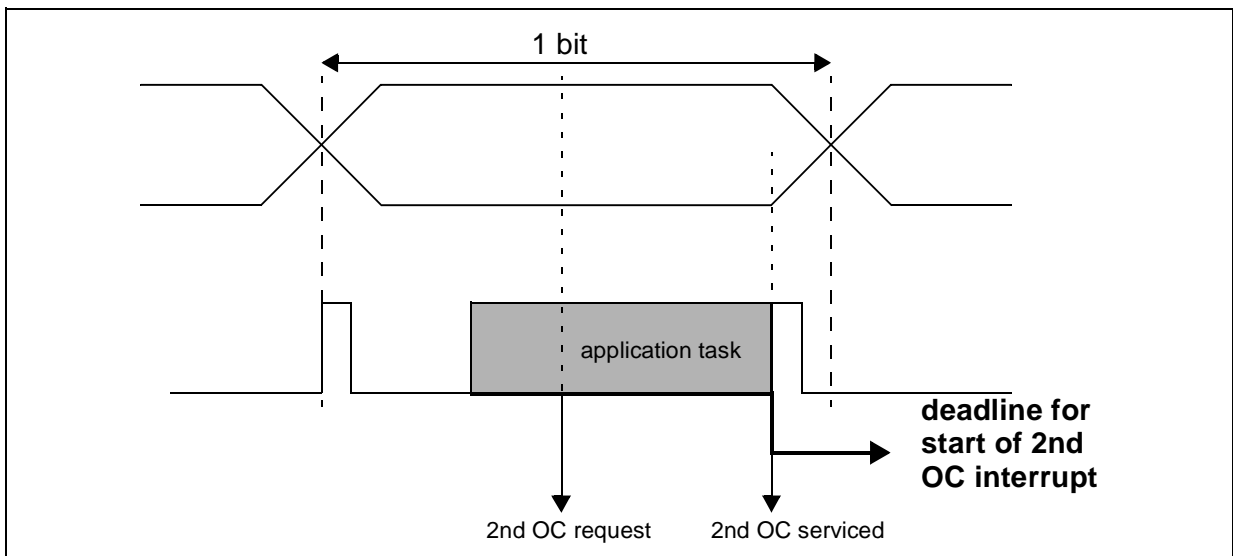 1 bit
application task
deadline for
start of 2nd
OC interrupt
2nd OC request
2nd OC serviced